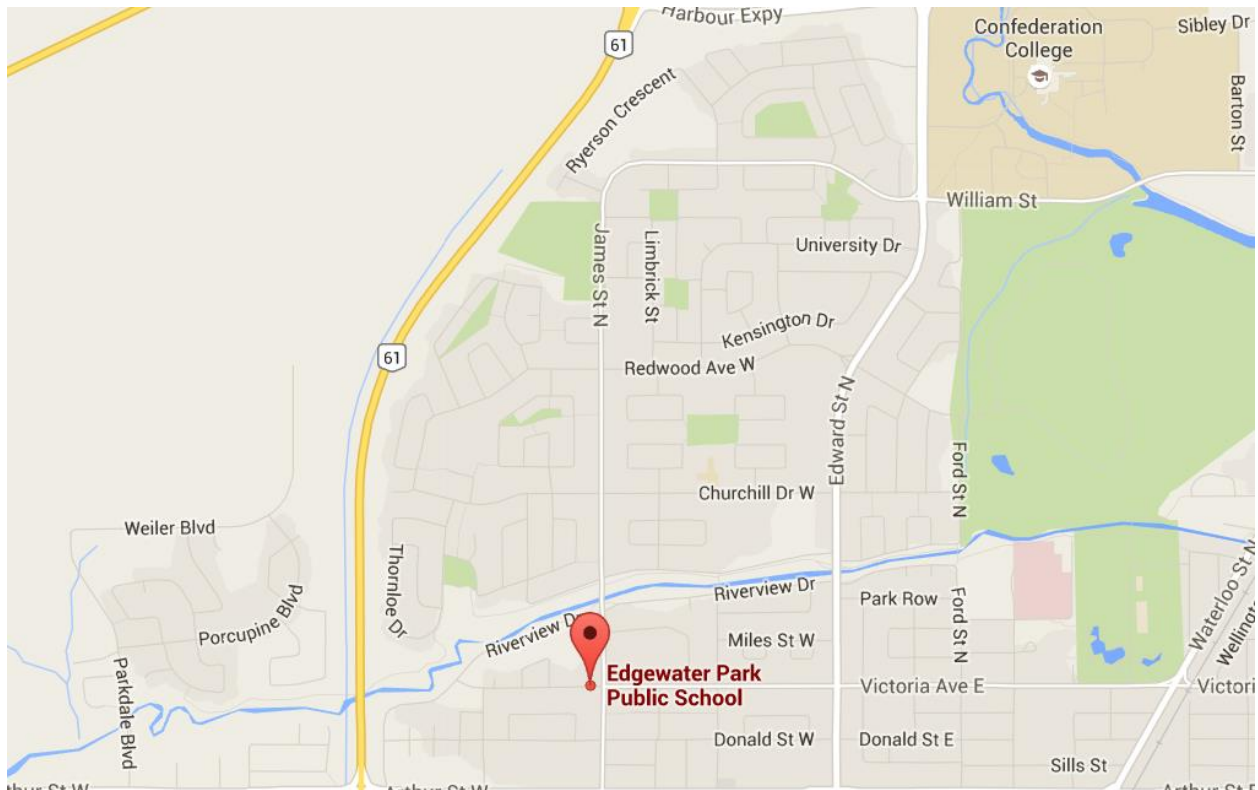 Harbour Expy
61
Confederation
College
Sibley Dr
Barton St
Ryerson Crescent
William St
James St N
Limbrick St
University Dr
Kensington Dr
61
Redwood Ave W
Edward St N
Ford St N
Churchill Dr W
Weiler Blvd
Thornloe Dr
Porcupine Blvd
Parkdale Blvd
Riverview Dr
Riverview Dr
Park Row
Ford St N
Waterloo St N
Miles St W
Edgewater Park
Public School
Victoria Ave E
Donald St W
Donald St E
Sills St
Arthur St W